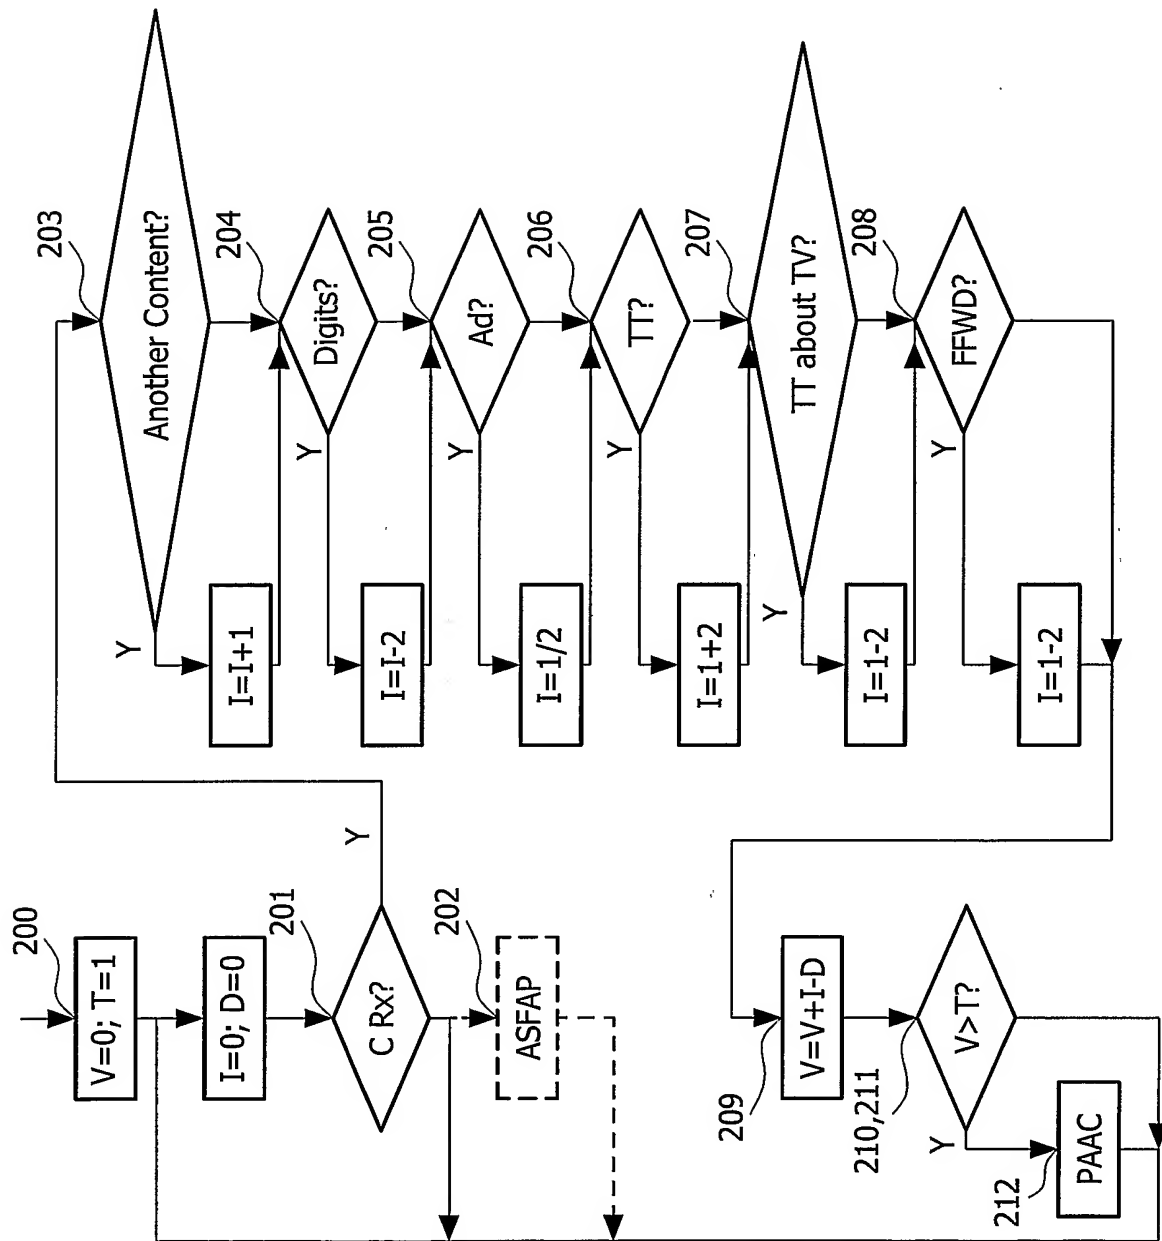 200
V=0; T=1
I=0; D=0
201
C Rx?
Y
202
ASFAP
203
Another Content?
Y
I=I+1
204
Digits?
Y
I=I-2
205
Ad?
Y
I=1/2
206
TT?
Y
I=1+2
207
TT about TV?
Y
I=1-2
208
FFWD?
Y
I=1-2
209
V=V+I-D
210,211
V>T?
Y
212
PAAC